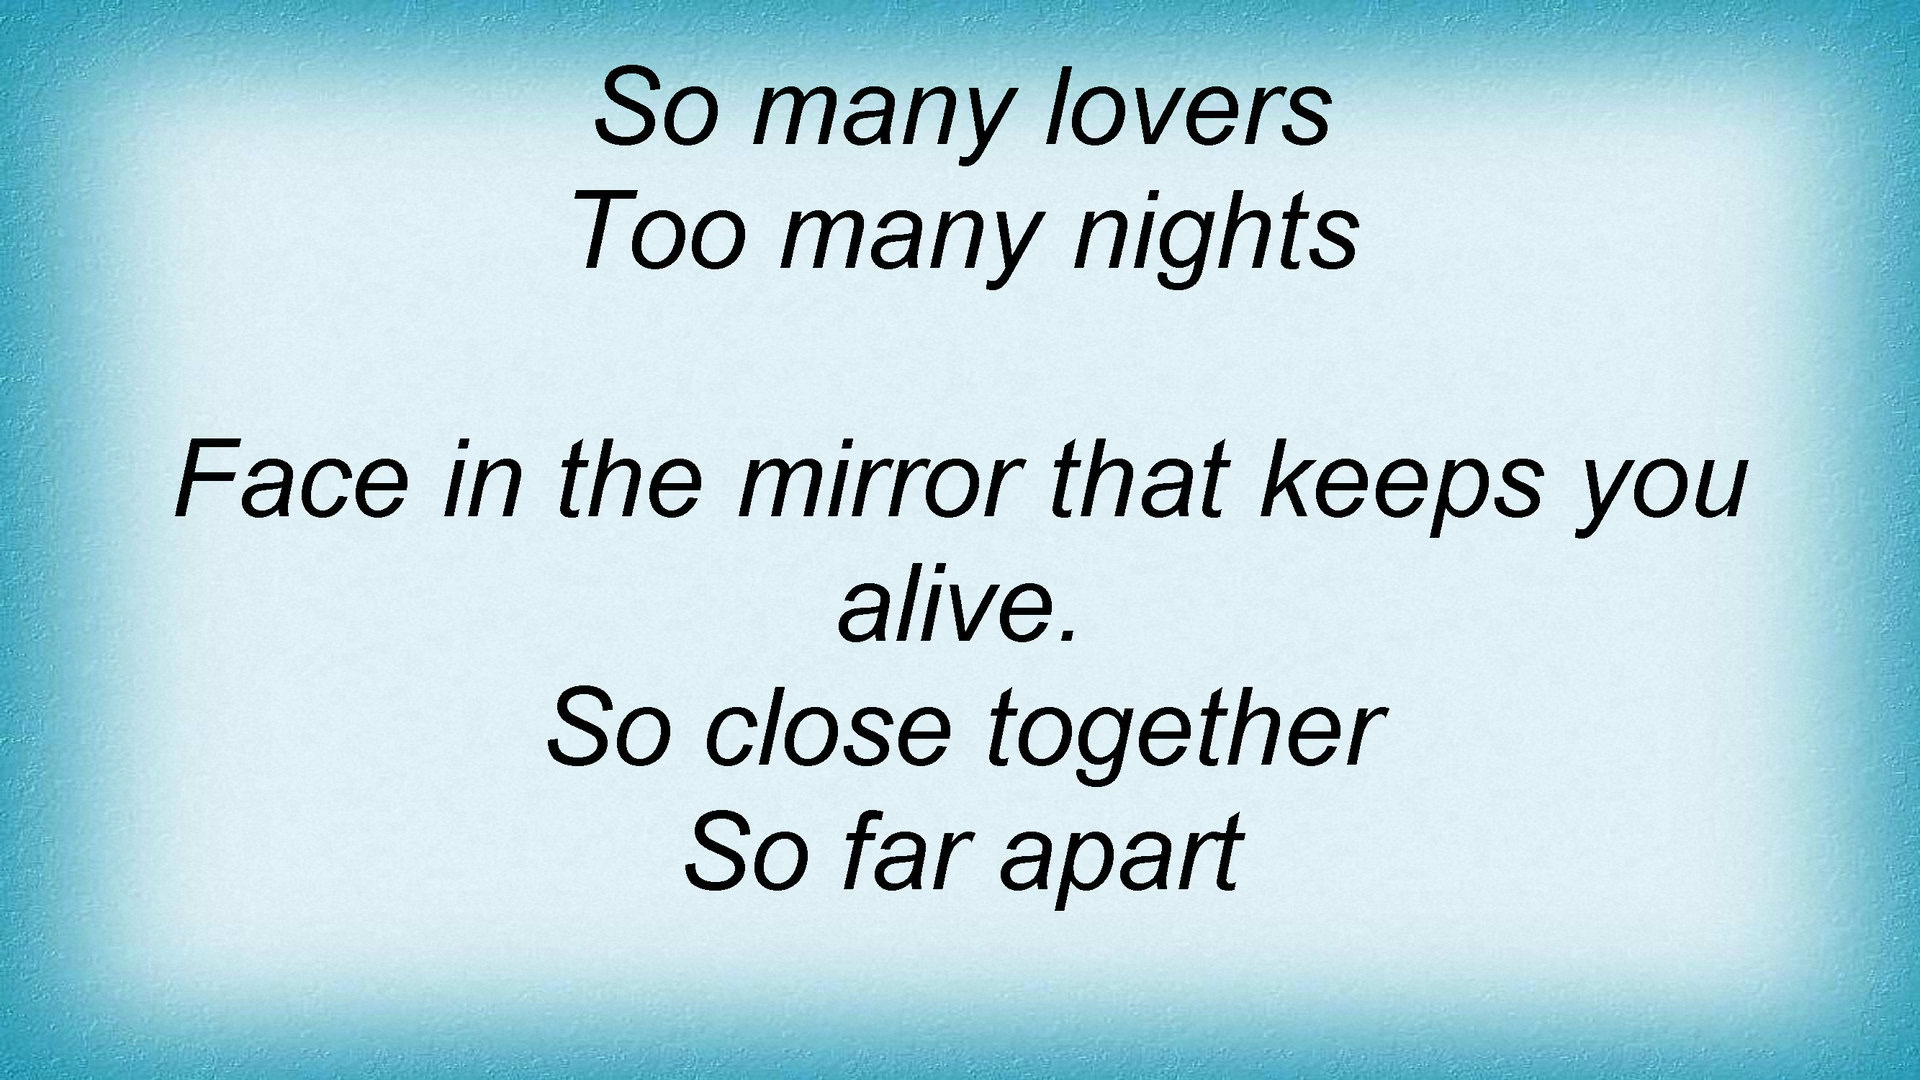 So many lovers
Too many nights
Face in the mirror that keeps you
alive.
So close together
So far apart